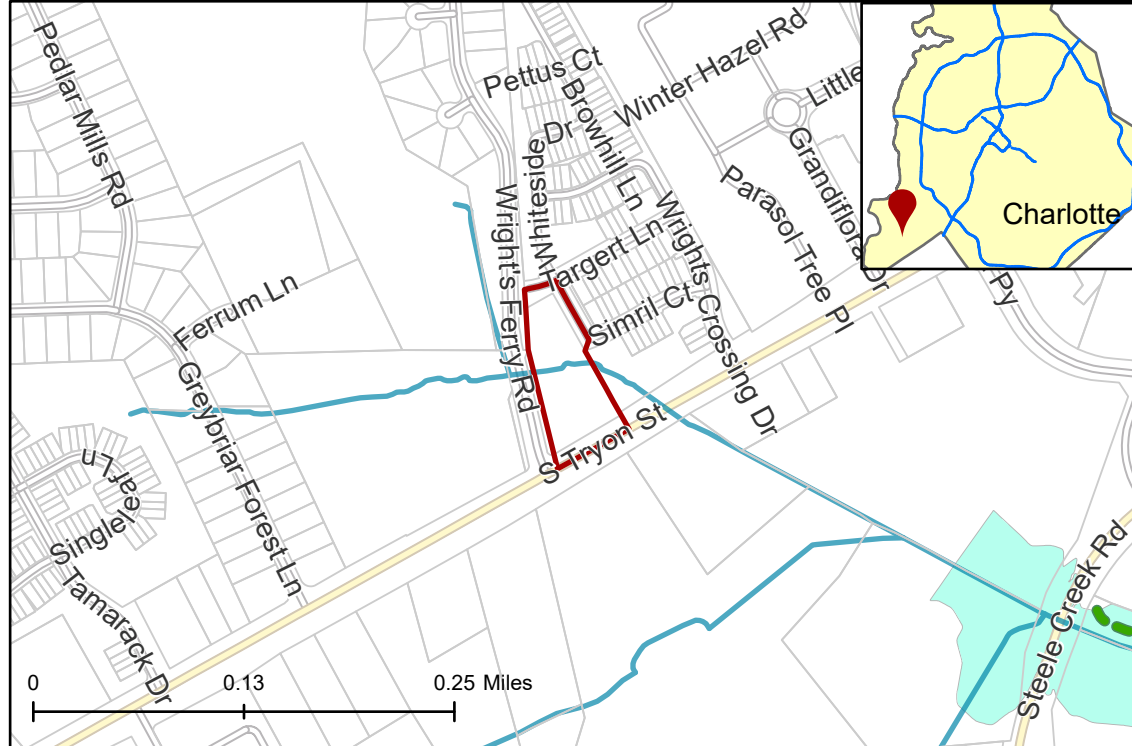 Pedlar Mills Rd
Pettus Ct
Browhill Ln
Winter Hazel Rd
Little
Whiteside Dr
Grandiflora Dr
Parasol Tree Pl
Wright's Ferry Rd
Wrights Crossing Dr
Targert Ln
Simril Ct
Ferrum Ln
Greybriar Forest Ln
S Tryon St
Singleleaf Ln
Tamarack Dr
Steele Creek Rd
Py
Charlotte
0 0.13 0.25 Miles